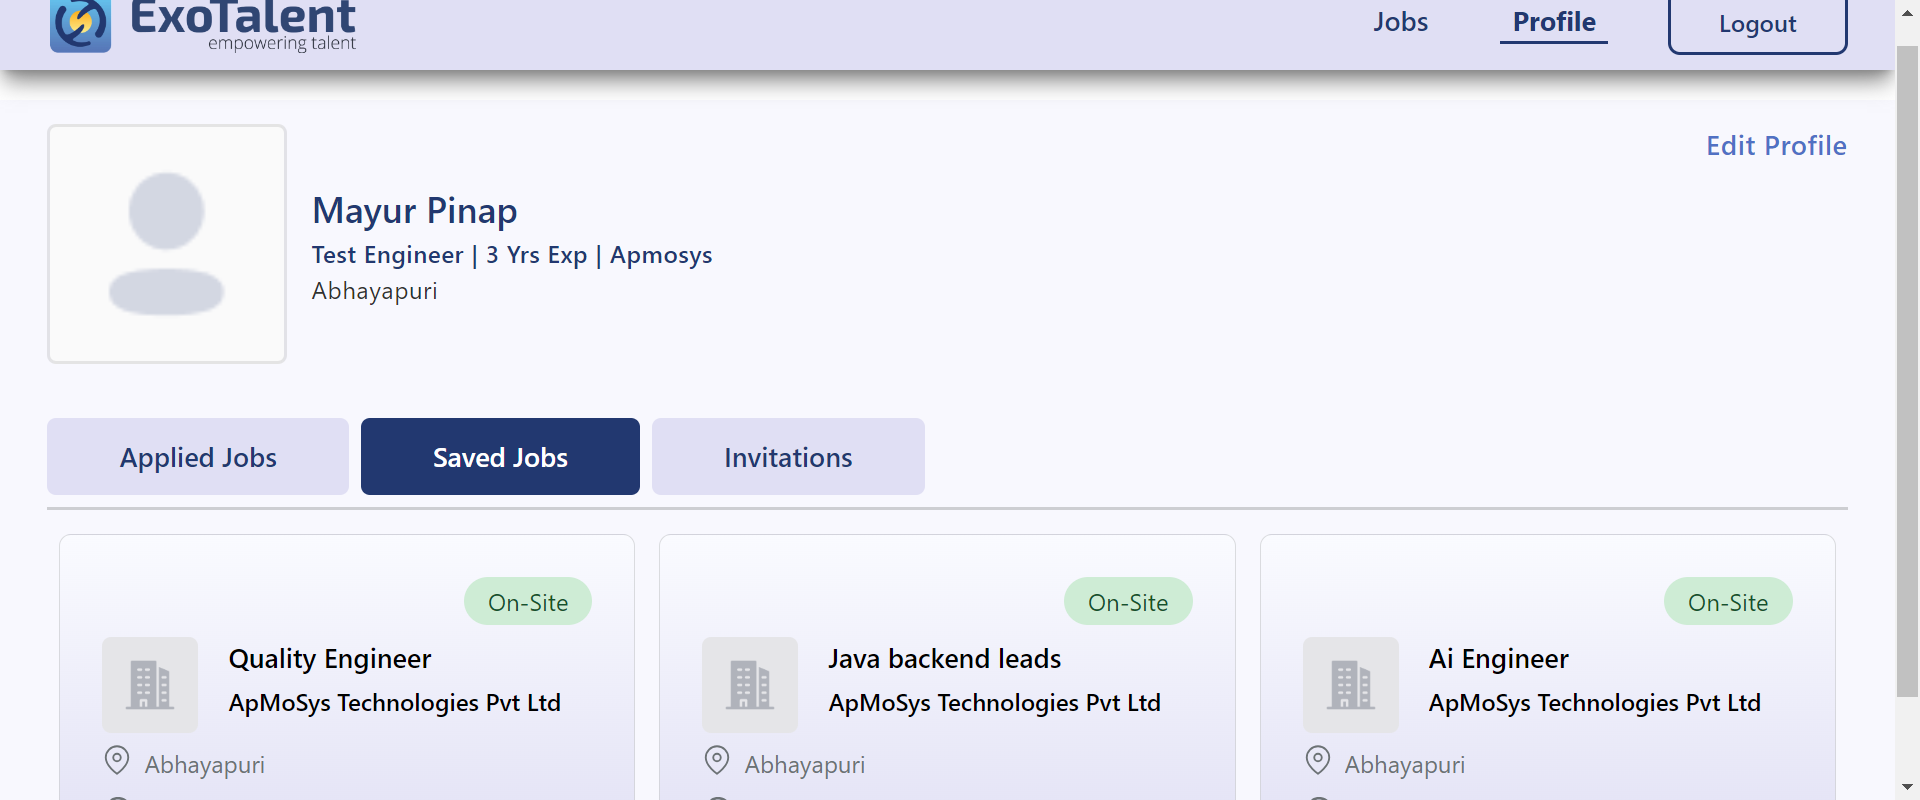 ExoTalent
empowering talent
Jobs
Profile
Logout
Edit Profile
Mayur Pinap
Test Engineer | 3 Yrs Exp | Apmosys
Abhayapuri
Applied Jobs
Saved Jobs
Invitations
On-Site
Quality Engineer
ApMoSys Technologies Pvt Ltd
Abhayapuri
On-Site
Java backend leads
ApMoSys Technologies Pvt Ltd
Abhayapuri
On-Site
Ai Engineer
ApMoSys Technologies Pvt Ltd
Abhayapuri